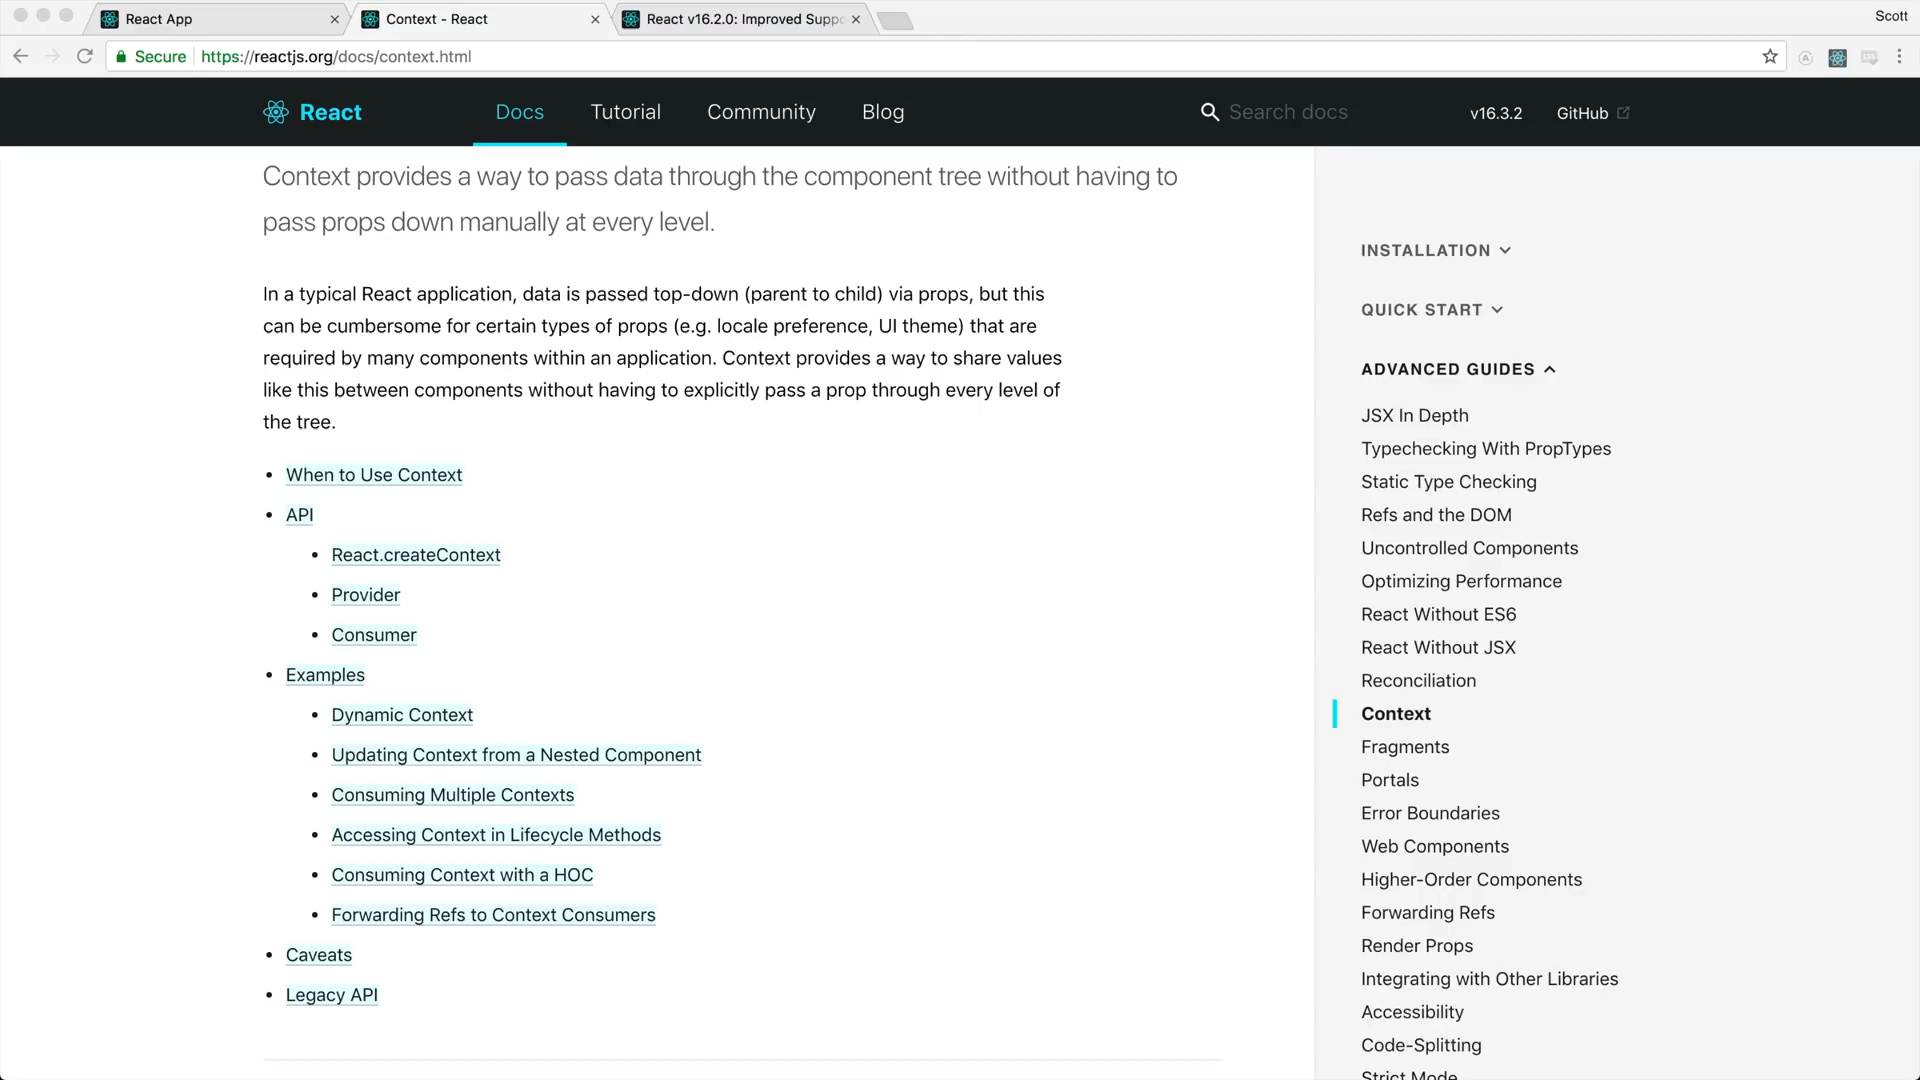 React App
Context - React
React v16.2.0: Improved Suppo
Scott
Secure
https://reactjs.org/docs/context.html
React
Docs
Tutorial
Community
Blog
Search docs
v16.3.2
GitHub
Context provides a way to pass data through the component tree without having to
pass props down manually at every level.
In a typical React application, data is passed top-down (parent to child) via props, but this
can be cumbersome for certain types of props (e.g. locale preference, UI theme) that are
required by many components within an application. Context provides a way to share values
like this between components without having to explicitly pass a prop through every level of
the tree.
When to Use Context
API
React.createContext
Provider
Consumer
Examples
Dynamic Context
Updating Context from a Nested Component
Consuming Multiple Contexts
Accessing Context in Lifecycle Methods
Consuming Context with a HOC
Forwarding Refs to Context Consumers
Caveats
Legacy API
INSTALLATION
QUICK START
ADVANCED GUIDES
JSX In Depth
Typechecking With PropTypes
Static Type Checking
Refs and the DOM
Uncontrolled Components
Optimizing Performance
React Without ES6
React Without JSX
Reconciliation
Context
Fragments
Portals
Error Boundaries
Web Components
Higher-Order Components
Forwarding Refs
Render Props
Integrating with Other Libraries
Accessibility
Code-Splitting
Strict Mode